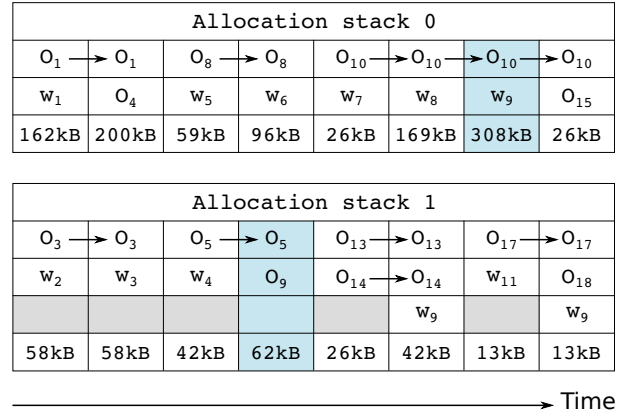 Allocation stack 0
O₁ O₁ O₈ O₈ O₁₀ O₁₀ O₁₀ O₁₀
W₁ O₄ W₅ W₆ W₇ W₈ W₉ O₁₅
162kB 200kB 59kB 96kB 26kB 169kB 308kB 26kB
Allocation stack 1
O₃ O₃ O₅ O₅ O₁₃ O₁₃ O₁₇ O₁₇
W₂ W₃ W₄ O₉ O₁₄ O₁₄ W₁₁ O₁₈
W₉ W₉
58kB 58kB 42kB 62kB 26kB 42kB 13kB 13kB
Time